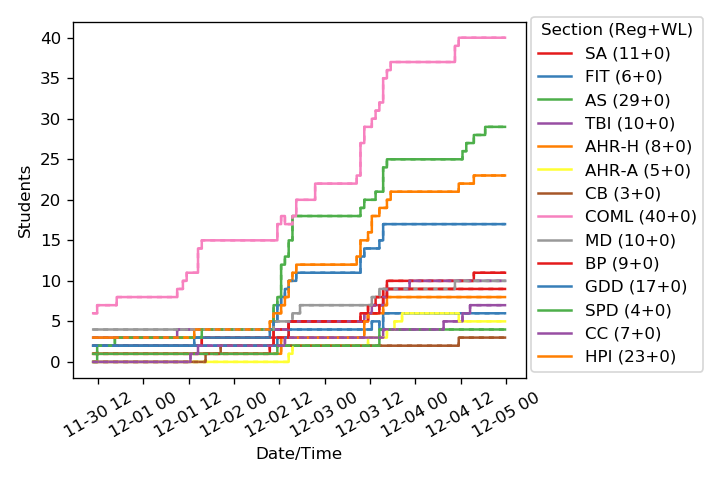 Section (Reg+WL)
SA (11+0)
FIT (6+0)
AS (29+0)
TBI (10+0)
AHR-H (8+0)
AHR-A (5+0)
CB (3+0)
COML (40+0)
MD (10+0)
BP (9+0)
GDD (17+0)
SPD (4+0)
CC (7+0)
HPI (23+0)
40
35
30
25
20
15
10
5
0
Students
11-30 12
12-01 00
12-01 12
12-02 00
12-02 12
12-03 00
12-03 12
12-04 00
12-04 12
12-05 00
Date/Time